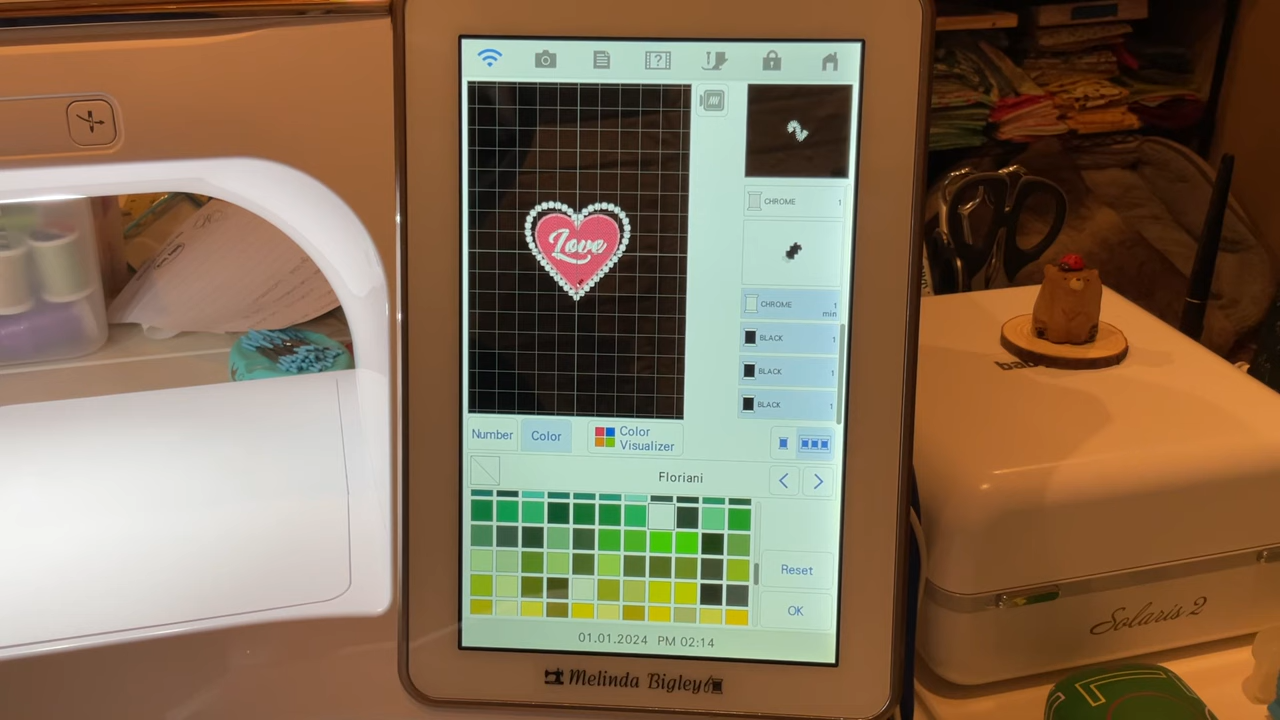 CHROME 1
Love
CHROME 1
min
BLACK 1
BLACK 1
BLACK 1
Number Color Color
Visualizer
Floriani
Reset
OK
01.01.2024 PM 02:14
Melinda Bigley
Solaris 2